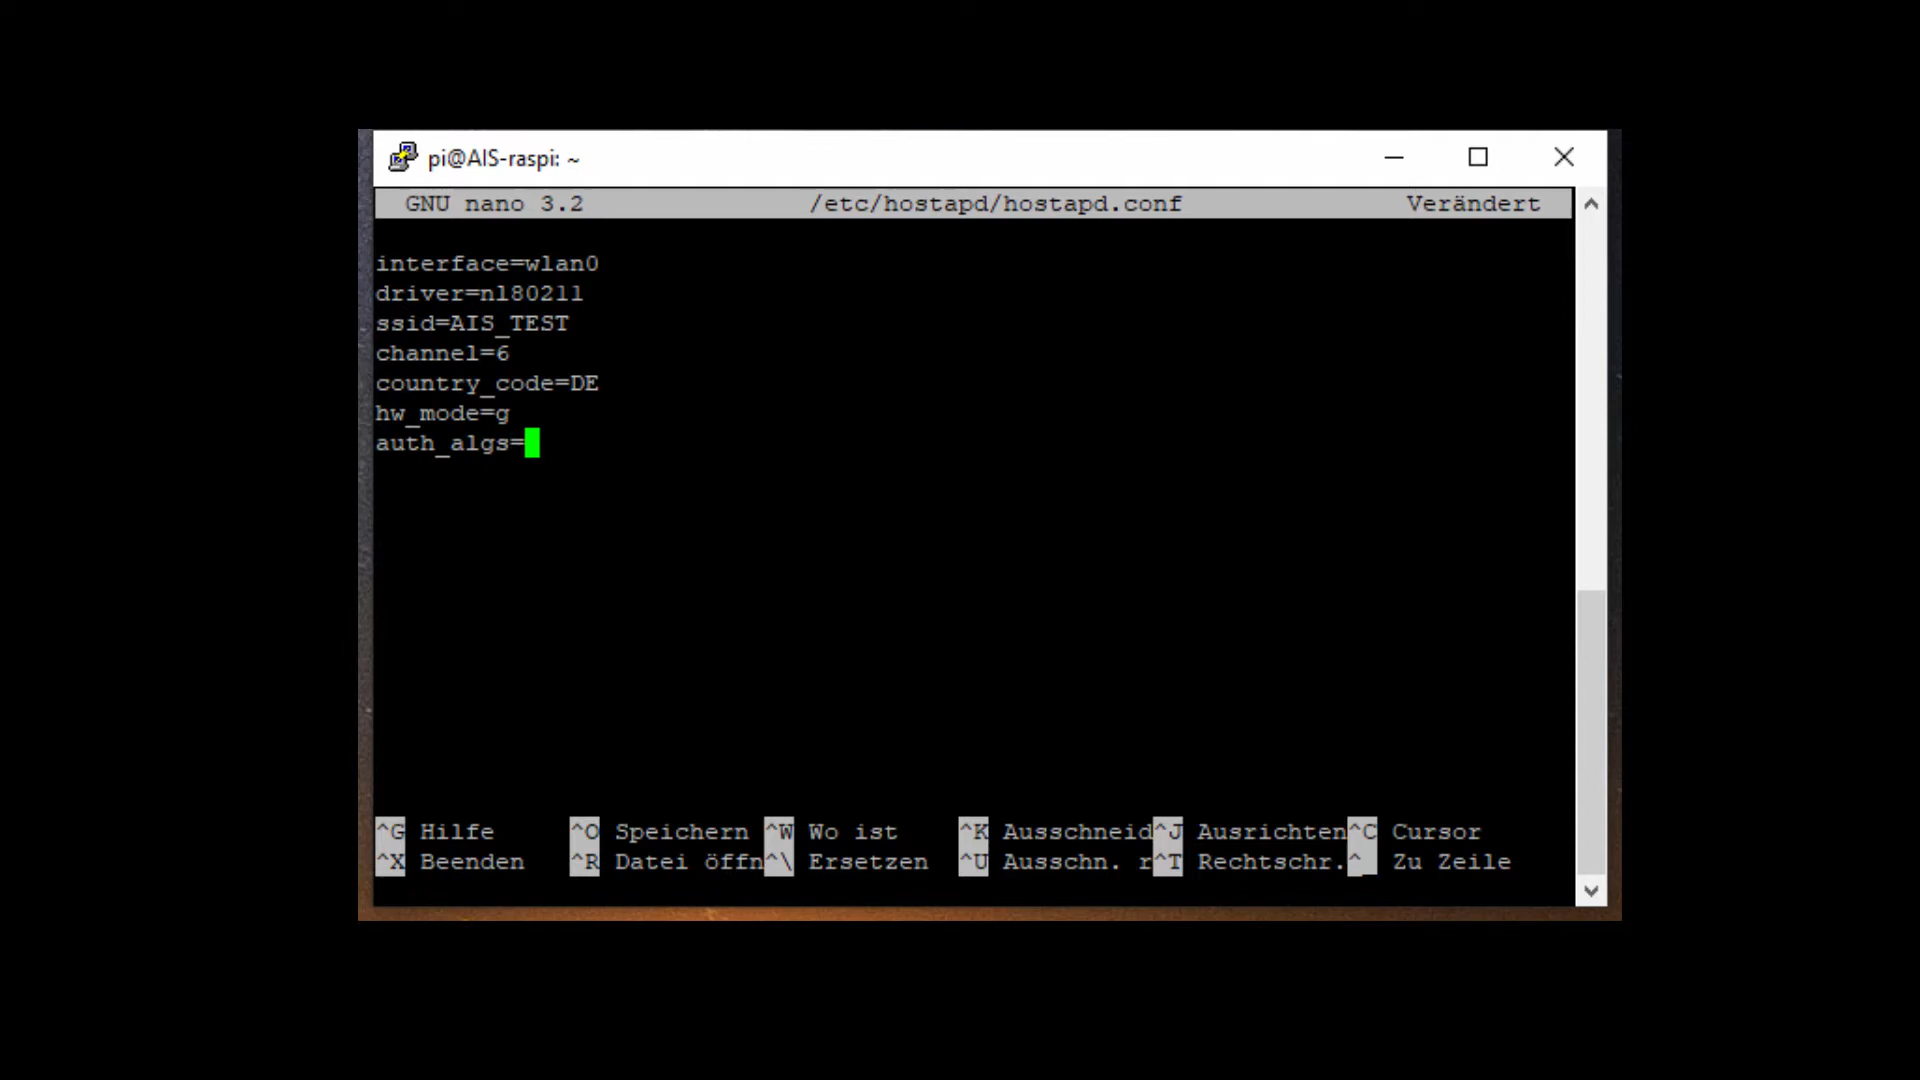 pi@AIS-raspi: ~
GNU nano 3.2 /etc/hostapd/hostapd.conf Verändert
interface=wlan0
driver=nl80211
ssid=AIS_TEST
channel=6
country_code=DE
hw_mode=g
auth_algs=
^G Hilfe ^O Speichern ^W Wo ist ^K Ausschneid^J Ausrichten^C Cursor
^X Beenden ^R Datei öffn^\ Ersetzen ^U Ausschn. r^T Rechtschr.^_ Zu Zeile